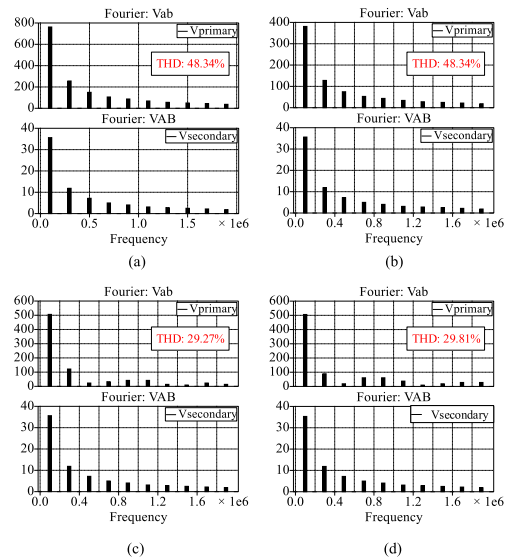 Fourier: Vab
800
600
400
200
0
Vprimary
THD: 48.34%
Fourier: VAB
40
30
20
10
0
Vsecondary
0.0 0.5 1.0 1.5 × 1e6
Frequency
(a)
Fourier: Vab
400
300
200
100
0
Vprimary
THD: 48.34%
Fourier: VAB
40
30
20
10
0
Vsecondary
0.0 0.4 0.8 1.2 1.6 × 1e6
Frequency
(b)
Fourier: Vab
600
500
400
300
200
100
0
Vprimary
THD: 29.27%
Fourier: VAB
40
30
20
10
0
Vsecondary
0.0 0.4 0.9 1.2 1.6 × 1e6
Frequency
(c)
Fourier: Vab
600
500
400
300
200
100
0
Vprimary
THD: 29.81%
Fourier: VAB
40
30
20
10
0
Vsecondary
0.0 0.4 0.8 1.2 1.6 × 1e6
Frequency
(d)